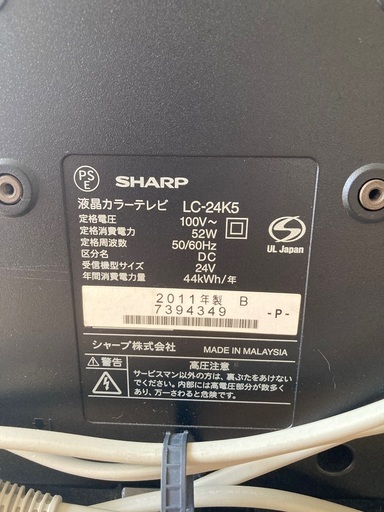 PS
E
SHARP
液晶カラーテレビ LC-24K5
定格電圧 100V~
定格消費電力 52W
定格周波数 50/60Hz
区分名 DC
受信機型サイズ 24V
年間消費電力量 44kWh/年
S
UL Japan
2011年製 B
7394349
-P-
シャープ株式会社 MADE IN MALAYSIA
警告 高圧注意
サービスマン以外の方は、裏ぶたをあけないで
ください。内部には高電圧部分が数多く
あり、万一さわると危険です。